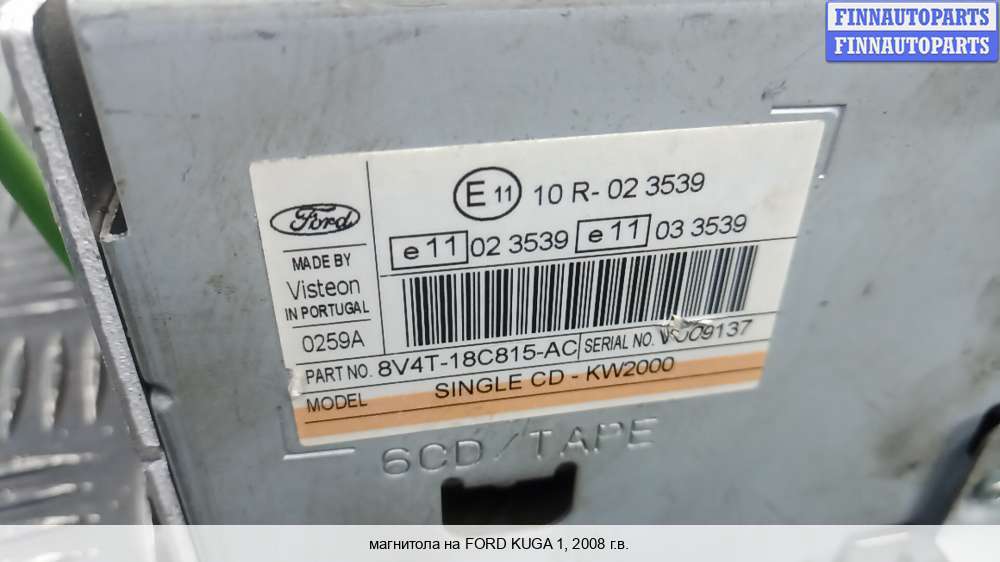 FINNAUTOPARTS
FINNAUTOPARTS
E 11 10 R- 02 3539
Ford
e 11 02 3539 e 11 03 3539
MADE BY
Visteon
IN PORTUGAL
0259A
PART NO. 8V4T-18C815-AC SERIAL NO. 09137
MODEL SINGLE CD - KW2000
6CD/TAPE
магнитола на FORD KUGA 1, 2008 г.в.